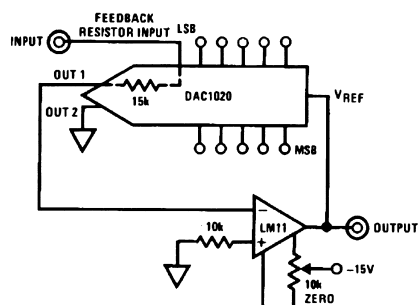 FEEDBACK
RESISTOR INPUT
LSB
INPUT
OUT 1
15k
DAC1020
VREF
OUT 2
MSB
LM11
OUTPUT
10k
−15V
10k
ZERO